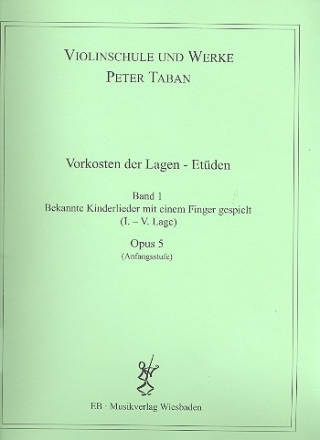 VIOLINSCHULE UND WERKE
PETER TABAN
Vorkosten der Lagen - Etüden
Band 1
Bekannte Kinderlieder mit einem Finger gespielt
(I. – V. Lage)
Opus 5
(Anfangsstufe)
EB - Musikverlag Wiesbaden